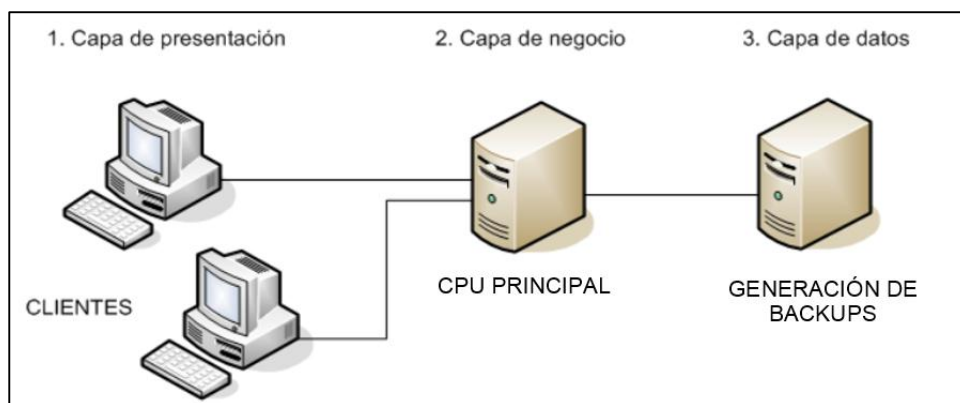 1. Capa de presentación
2. Capa de negocio
3. Capa de datos
CLIENTES
CPU PRINCIPAL
GENERACIÓN DE
BACKUPS